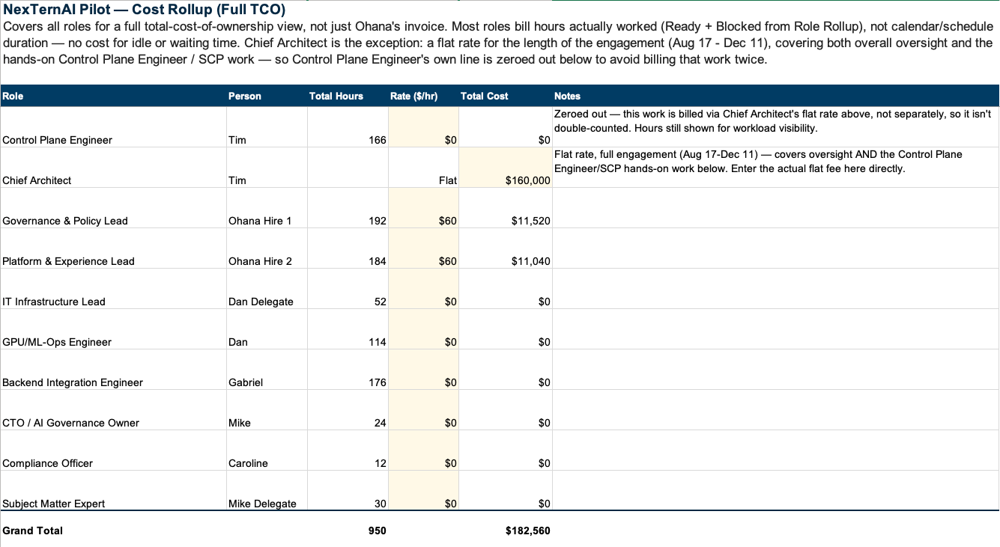 NexTernAI Pilot — Cost Rollup (Full TCO)
Covers all roles for a full total-cost-of-ownership view, not just Ohana's invoice. Most roles bill hours actually worked (Ready + Blocked from Role Rollup), not calendar/schedule
duration — no cost for idle or waiting time. Chief Architect is the exception: a flat rate for the length of the engagement (Aug 17 - Dec 11), covering both overall oversight and the
hands-on Control Plane Engineer / SCP work — so Control Plane Engineer's own line is zeroed out below to avoid billing that work twice.
Role Person Total Hours Rate ($/hr) Total Cost Notes
Zeroed out — this work is billed via Chief Architect's flat rate above, not separately, so it isn't
double-counted. Hours still shown for workload visibility.
Control Plane Engineer Tim 166 $0 $0
Flat rate, full engagement (Aug 17-Dec 11) — covers oversight AND the Control Plane
Engineer/SCP hands-on work below. Enter the actual flat fee here directly.
Chief Architect Tim Flat $160,000
Governance & Policy Lead Ohana Hire 1 192 $60 $11,520
Platform & Experience Lead Ohana Hire 2 184 $60 $11,040
IT Infrastructure Lead Dan Delegate 52 $0 $0
GPU/ML-Ops Engineer Dan 114 $0 $0
Backend Integration Engineer Gabriel 176 $0 $0
CTO / AI Governance Owner Mike 24 $0 $0
Compliance Officer Caroline 12 $0 $0
Subject Matter Expert Mike Delegate 30 $0 $0
Grand Total 950 $182,560